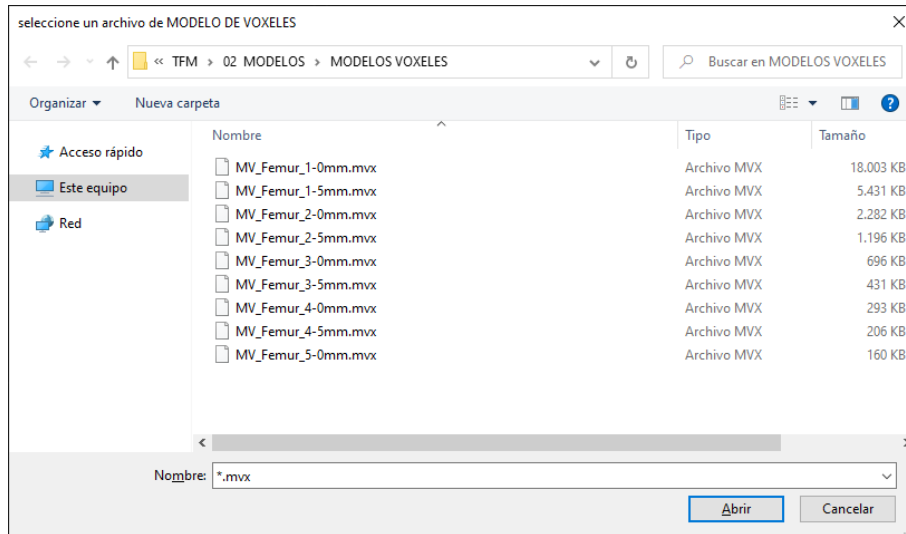 seleccione un archivo de MODELO DE VOXELES
« TFM › 02 MODELOS › MODELOS VOXELES
Buscar en MODELOS VOXELES
Organizar Nueva carpeta
Nombre Tipo Tamaño
Acceso rápido
Este equipo
Red
MV_Femur_1-0mm.mvx Archivo MVX 18.003 KB
MV_Femur_1-5mm.mvx Archivo MVX 5.431 KB
MV_Femur_2-0mm.mvx Archivo MVX 2.282 KB
MV_Femur_2-5mm.mvx Archivo MVX 1.196 KB
MV_Femur_3-0mm.mvx Archivo MVX 696 KB
MV_Femur_3-5mm.mvx Archivo MVX 431 KB
MV_Femur_4-0mm.mvx Archivo MVX 293 KB
MV_Femur_4-5mm.mvx Archivo MVX 206 KB
MV_Femur_5-0mm.mvx Archivo MVX 160 KB
Nombre: *.mvx
Abrir Cancelar